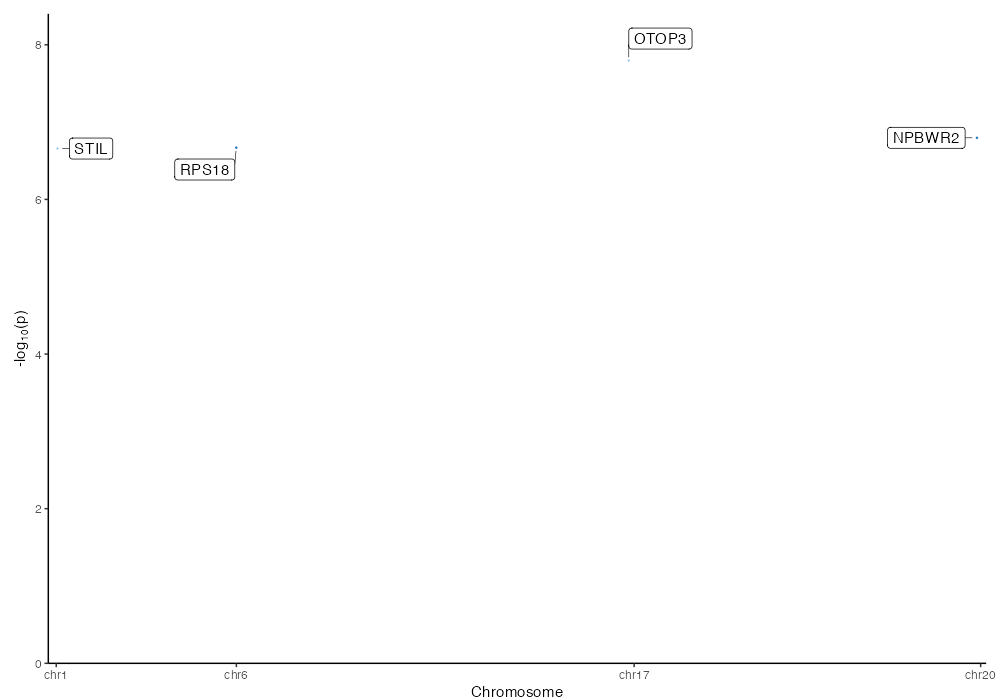 8
OTOP3
NPBWR2
STIL
RPS18
6
-log10(p)
4
2
0
chr1 chr6 chr17 chr20
Chromosome